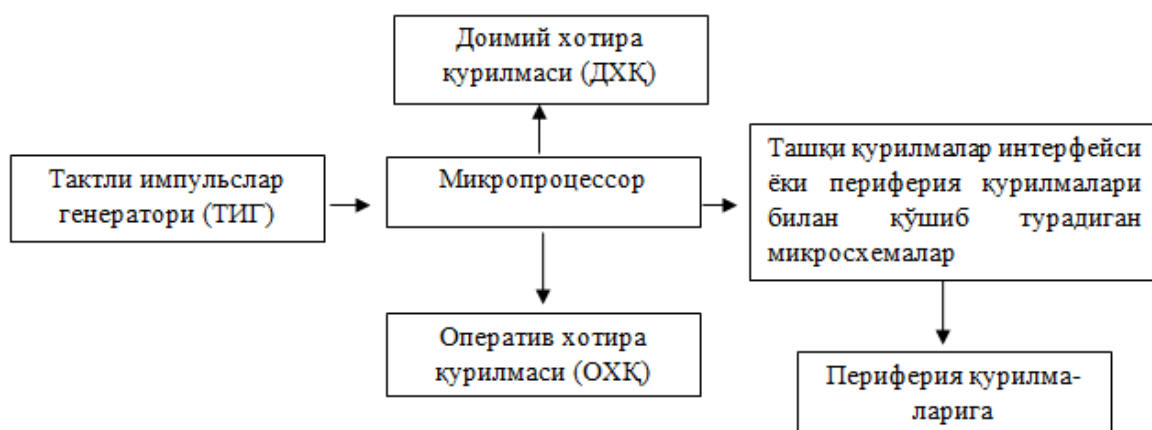 Доимий хотира
қурилмаси (ДХҚ)
Тактли импульслар
генератори (ТИГ)
Микропроцессор
Ташқи қурилмалар интерфейси
ёки периферия қурилмалари
билан қўшиб турадиган
микросхемалар
Оператив хотира
қурилмаси (ОХҚ)
Периферия қурилма-
ларига